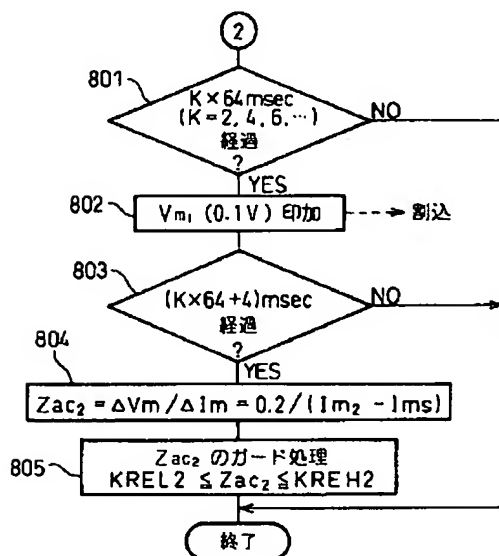 2
801
K×64msec
(K=2,4,6,…)
経過
?
NO
YES
802
Vm₁ (0.1V) 印加
割込
803
(K×64+4)msec
経過
?
NO
YES
804
Zac₂=ΔVm/ΔIm=0.2/(Im₂-Ims)
805
Zac₂ のガード処理
KREL2≦Zac₂≦KREH2
終了